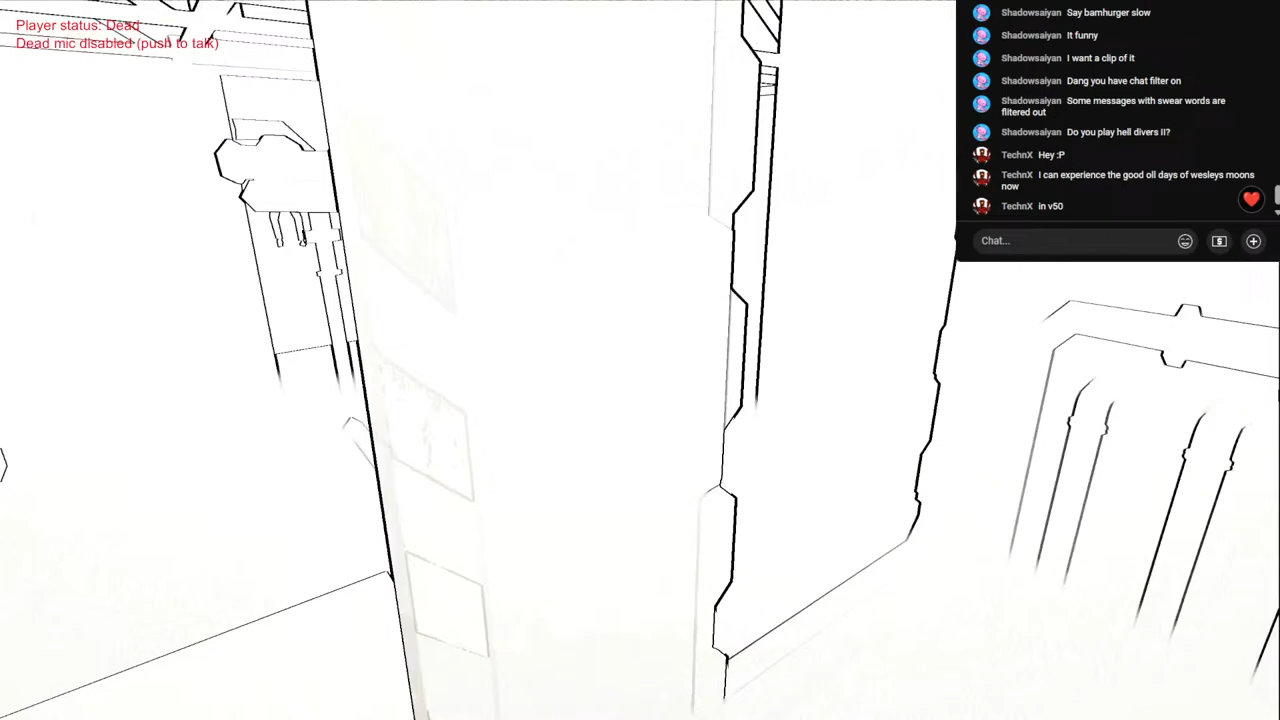 Player status: Dead
Dead mic disabled (push to talk)
Shadowsaiyan Say bamhurger slow
Shadowsaiyan It funny
Shadowsaiyan I want a clip of it
Shadowsaiyan Dang you have chat filter on
Shadowsaiyan Some messages with swear words are
flitered out
Shadowsaiyan Do you play hell divers II?
TechnX Hey :P
TechnX I can experience the good oll days of wesleys moons
now
TechnX in v50
Chat...